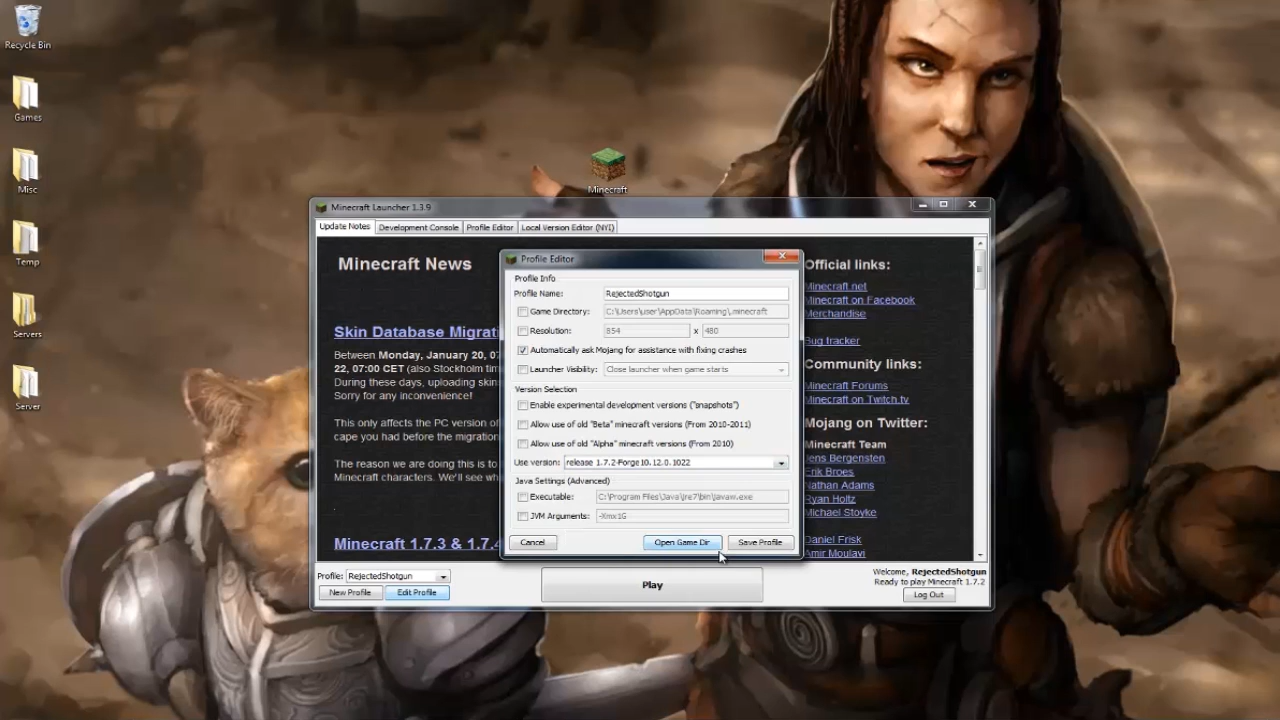 Recycle Bin
Games
Misc
Temp
Servers
Server
Minecraft
Minecraft Launcher 1.3.9
Update Notes
Development Console
Profile Editor
Local Version Editor (NYI)
Minecraft News
Skin Database Migrat
Between Monday, January 20, 07
22, 07:00 CET (also Stockholm tim
During these days, uploading skin
Sorry for any inconvenience!
This only affects the PC version of
cape you had before the migration
The reason we are doing this is to
Minecraft characters. We'll see wh
Minecraft 1.7.3 & 1.7.4
Profile Editor
Profile Info
Profile Name: RejectedShotgun
Game Directory: C:\Users\user\AppData\Roaming\.minecraft
Resolution: 854 x 480
Automatically ask Mojang for assistance with fixing crashes
Launcher Visibility: Close launcher when game starts
Version Selection
Enable experimental development versions ("snapshots")
Allow use of old "Beta" minecraft versions (From 2010-2011)
Allow use of old "Alpha" minecraft versions (From 2010)
Use version: release 1.7.2-Forge10.12.0.1022
Java Settings (Advanced)
Executable: C:\Program Files\Java\jre7\bin\javaw.exe
JVM Arguments: -Xmx1G
Cancel
Open Game Dir
Save Profile
Official links:
Minecraft.net
Minecraft on Facebook
Merchandise
Bug tracker
Community links:
Minecraft Forums
Minecraft on Twitch.tv
Mojang on Twitter:
Minecraft Team
Jens Bergensten
Erik Broes
Nathan Adams
Ryan Holtz
Michael Stoyke
Daniel Frisk
Amir Moulavi
Profile: RejectedShotgun
New Profile
Edit Profile
Play
Welcome, RejectedShotgun
Ready to play Minecraft 1.7.2
Log Out